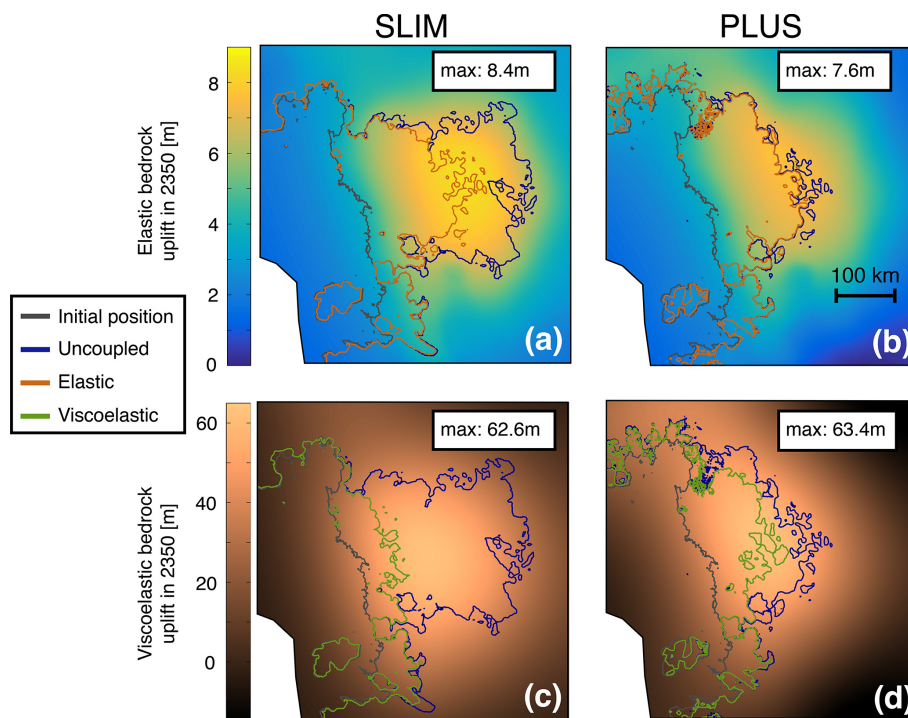 SLIM
PLUS
max: 8.4m
max: 7.6m
Elastic bedrock
uplift in 2350 [m]
8
6
4
2
0
100 km
(a)
(b)
Initial position
Uncoupled
Elastic
Viscoelastic
max: 62.6m
max: 63.4m
Viscoelastic bedrock
uplift in 2350 [m]
60
40
20
0
(c)
(d)